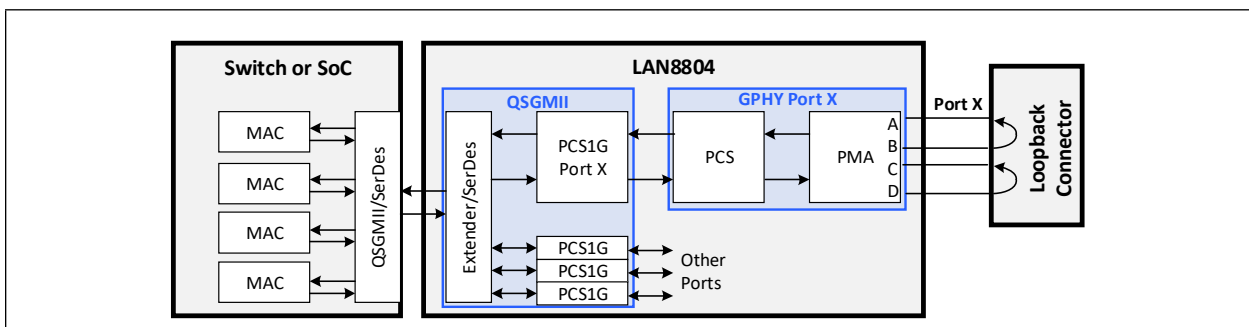 Switch or SoC
MAC
MAC
MAC
MAC
QSGMII/SerDes
LAN8804
QSGMII
Extender/SerDes
PCS1G
Port X
PCS1G
PCS1G
PCS1G
Other
Ports
GPHY Port X
PCS
PMA
A
B
C
D
Port X
Loopback
Connector